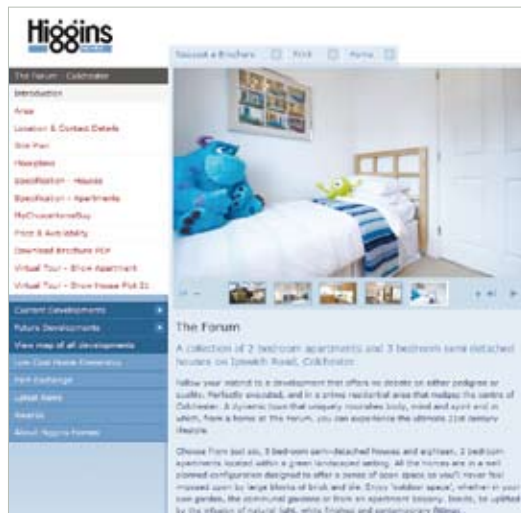 Higgins
HOMES
Request a Brochure
Print
Home
The Forum - Colchester
Introduction
Area
Location & Contact Details
Site Plan
Floorplans
Specification - Houses
Specification - Apartments
MyChoiceHomeBuy
Price & Availability
Download Brochure PDF
Virtual Tour - Show Apartment
Virtual Tour - Show House Plot 21
Current Developments
Future Developments
View map of all developments
Low Cost Home Ownership
Part Exchange
Latest News
Awards
About Higgins Homes
The Forum
A collection of 2 bedroom apartments and 3 bedroom semi detached
houses on Ipswich Road, Colchester
Follow your instinct to a development that offers no debate on either pedigree or
quality. Perfectly executed, and in a prime residential area that nudges the centre of
Colchester. A dynamic town that uniquely nourishes body, mind and spirit and in
which, from a home at The Forum, you can experience the ultimate 21st century
lifestyle.
Choose from just six, 3 bedroom semi-detached houses and eighteen, 2 bedroom
apartments located within a green landscaped setting. All the homes are in a well
planned configuration designed to offer a sense of open space so you'll never feel
imposed upon by large blocks of brick and tile. Enjoy 'outdoor space', whether in your
own garden, the communal gardens or from an apartment balcony. Inside, be uplifted
by the infusion of natural light, white finishes and contemporary fittings.